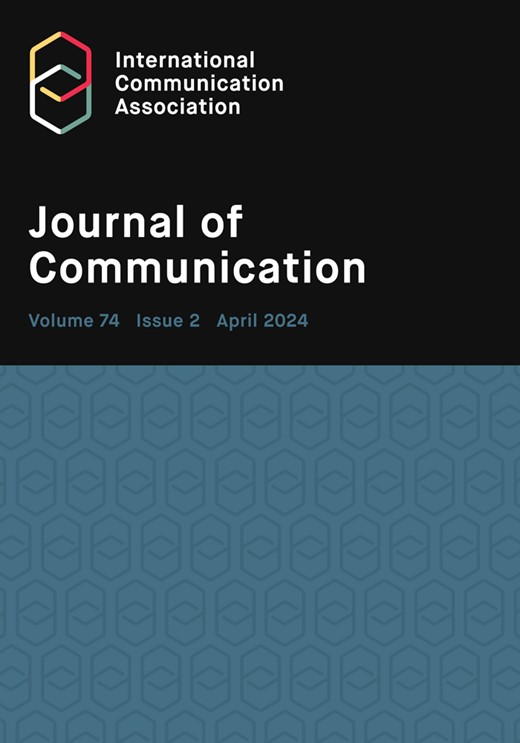 International
Communication
Association
Journal of
Communication
Volume 74 Issue 2 April 2024